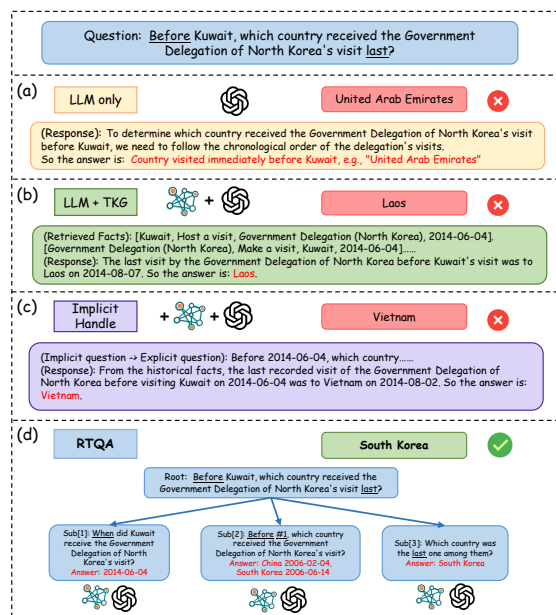 Question: Before Kuwait, which country received the Government
Delegation of North Korea's visit last?
(a)
LLM only
United Arab Emirates
(Response): To determine which country received the Government Delegation of North Korea's visit
before Kuwait, we need to follow the chronological order of the delegation's visits.
So the answer is: Country visited immediately before Kuwait, e.g., "United Arab Emirates"
(b)
LLM + TKG
+
Laos
(Retrieved Facts): [Kuwait, Host a visit, Government Delegation (North Korea), 2014-06-04].
[Government Delegation (North Korea), Make a visit, Kuwait, 2014-06-04]......
(Response): The last visit by the Government Delegation of North Korea before Kuwait's visit was to
Laos on 2014-08-07. So the answer is: Laos.
(c)
Implicit
Handle
+ +
Vietnam
(Implicit question -> Explicit question): Before 2014-06-04, which country......
(Response): From the historical facts, the last recorded visit of the Government Delegation of
North Korea before visiting Kuwait on 2014-06-04 was to Vietnam on 2014-08-02. So the answer is:
Vietnam.
(d)
RTQA
South Korea
Root: Before Kuwait, which country received the
Government Delegation of North Korea's visit last?
Sub[1]: When did Kuwait
receive the Government
Delegation of North
Korea's visit?
Answer: 2014-06-04
Sub[2]: Before #1, which country
received the Government
Delegation of North Korea's visit?
Answer: China 2006-02-04,
South Korea 2006-06-14
Sub[3]: Which country was
the last one among them?
Answer: South Korea